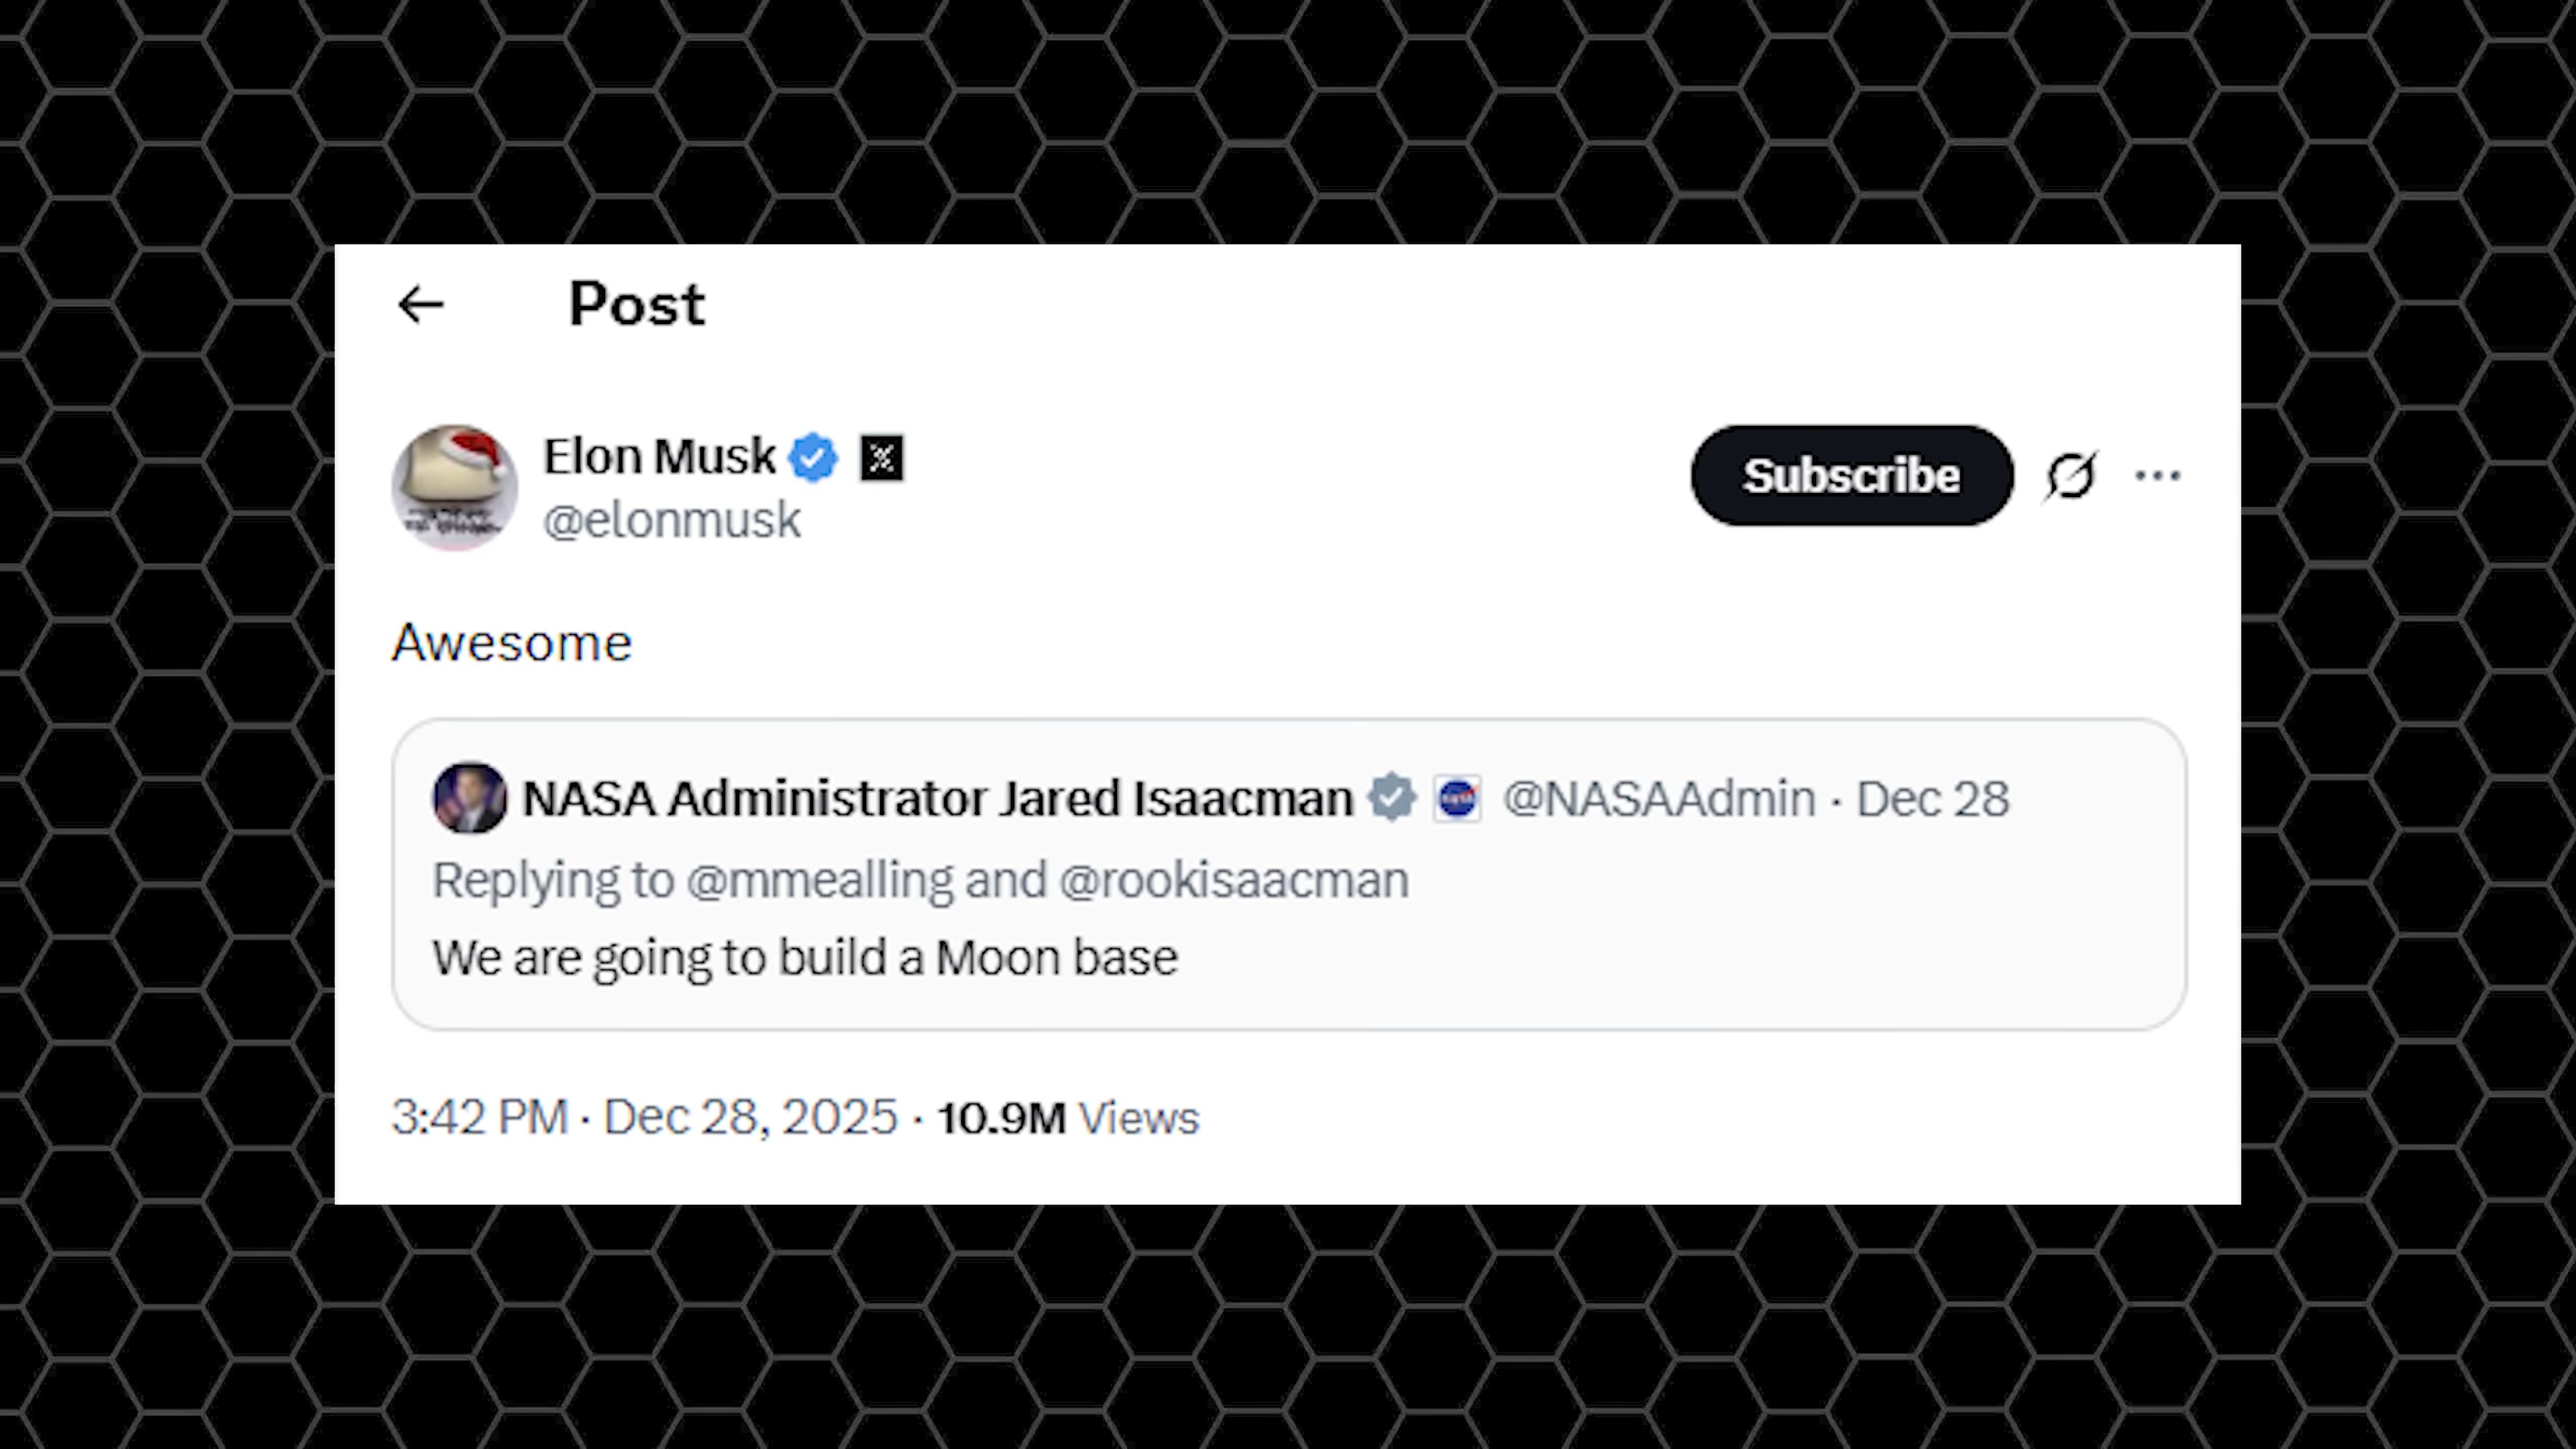 Post
Elon Musk
@elonmusk
Subscribe
Awesome
NASA Administrator Jared Isaacman @NASAAdmin · Dec 28
Replying to @mmealling and @rookisaacman
We are going to build a Moon base
3:42 PM · Dec 28, 2025 · 10.9M Views